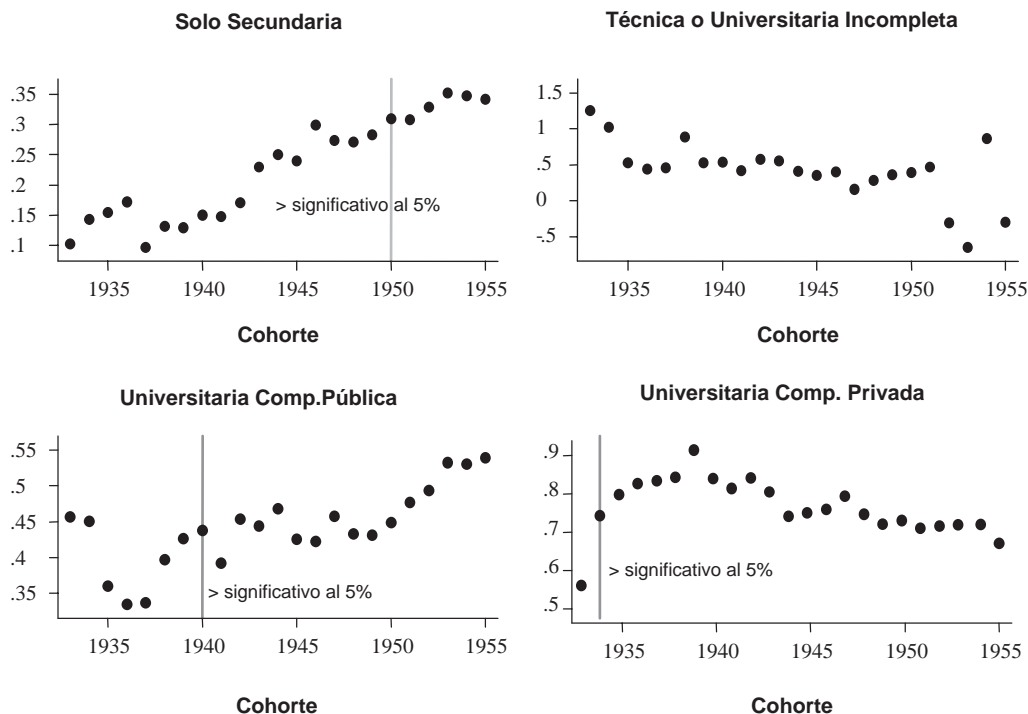 Solo Secundaria
.35
.3
.25
.2
.15
.1
> significativo al 5%
1935 1940 1945 1950 1955
Cohorte
Técnica o Universitaria Incompleta
1.5
1
.5
0
-.5
1935 1940 1945 1950 1955
Cohorte
Universitaria Comp.Pública
.55
.5
.45
.4
.35
> significativo al 5%
1935 1940 1945 1950 1955
Cohorte
Universitaria Comp. Privada
.9
.8
.7
.6
.5
> significativo al 5%
1935 1940 1945 1950 1955
Cohorte